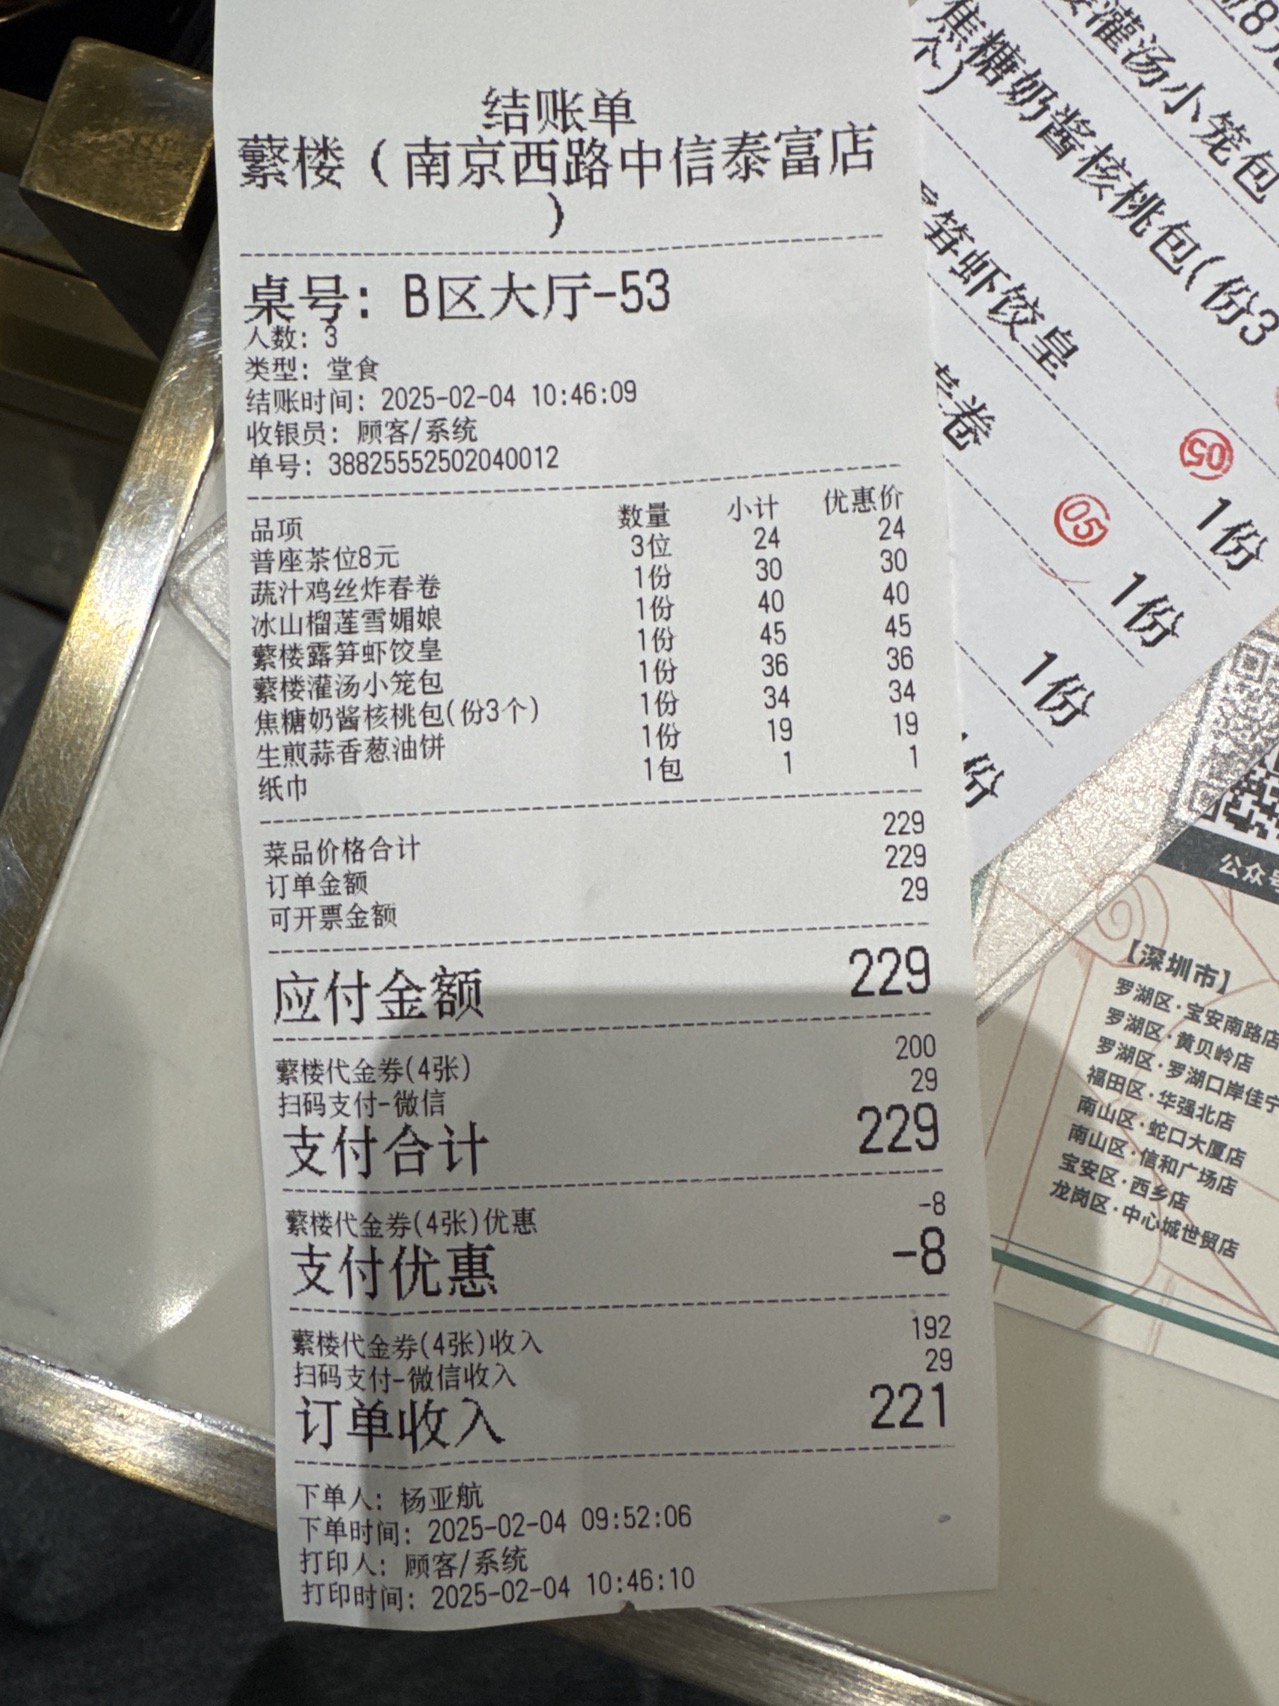 结账单
蘩楼（南京西路中信泰富店
）
桌号：B区大厅-53
人数：3
类型：堂食
结账时间：2025-02-04 10:46:09
收银员：顾客/系统
单号：38825552502040012
品项 数量 小计 优惠价
普座茶位8元 3位 24 24
蔬汁鸡丝炸春卷 1份 30 30
冰山榴莲雪媚娘 1份 40 40
蘩楼露笋虾饺皇 1份 45 45
蘩楼灌汤小笼包 1份 36 36
焦糖奶酱核桃包(份3个) 1份 34 34
生煎蒜香葱油饼 1份 19 19
纸巾 1包 1 1
菜品价格合计 229
订单金额 229
可开票金额 29
应付金额 229
蘩楼代金券(4张) 200
扫码支付-微信 29
支付合计 229
蘩楼代金券(4张)优惠 -8
支付优惠 -8
蘩楼代金券(4张)收入 192
扫码支付-微信收入 29
订单收入 221
下单人：杨亚航
下单时间：2025-02-04 09:52:06
打印人：顾客/系统
打印时间：2025-02-04 10:46:10
灌汤小笼包
焦糖奶酱核桃包(份3
个)
笋虾饺皇
卷
05
05
1份
1份
1份
份
公众号
【深圳市】
罗湖区·宝安南路店
罗湖区·黄贝岭店
罗湖区·罗湖口岸佳宁
福田区·华强北店
南山区·蛇口大厦店
南山区·信和广场店
宝安区·西乡店
龙岗区·中心城世贸店